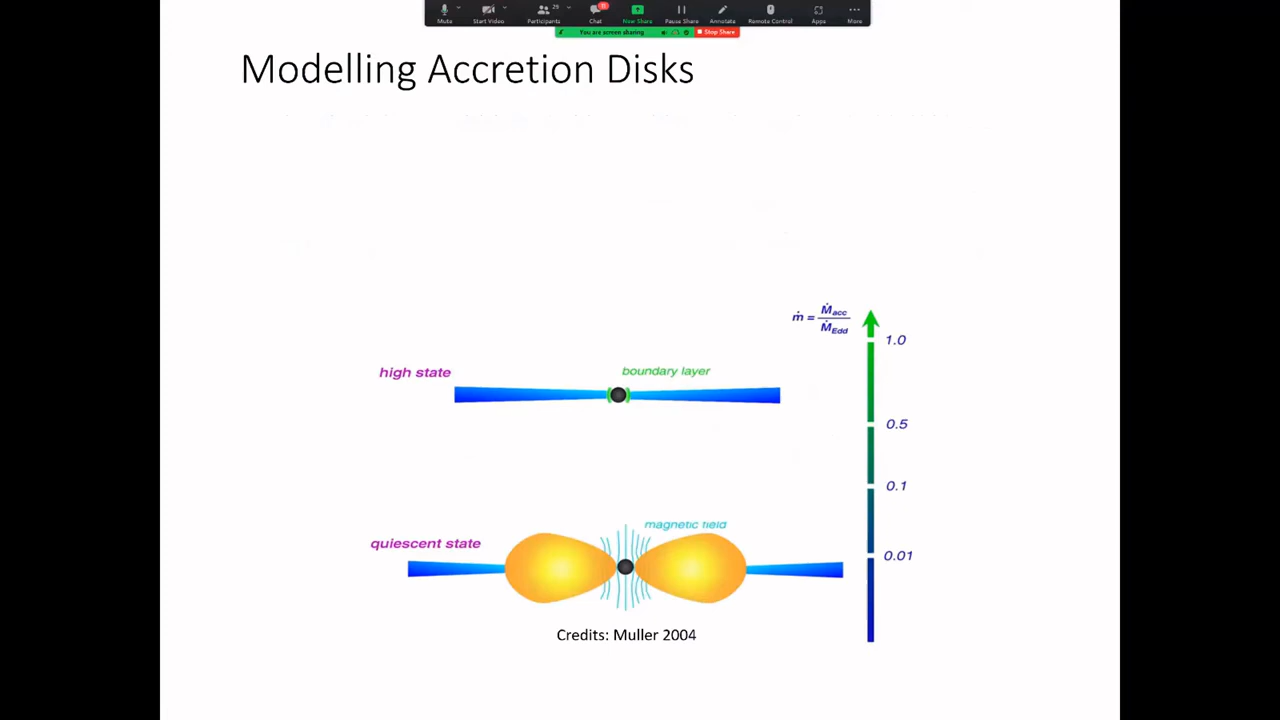 Mute Start Video Participants 25 Chat 11 New Share Pause Share Annotate Remote Control Apps More
You are screen sharing Stop Share
Modelling Accretion Disks
ṁ = Ṁacc / ṀEdd
1.0
high state
boundary layer
0.5
0.1
magnetic field
quiescent state
0.01
Credits: Muller 2004